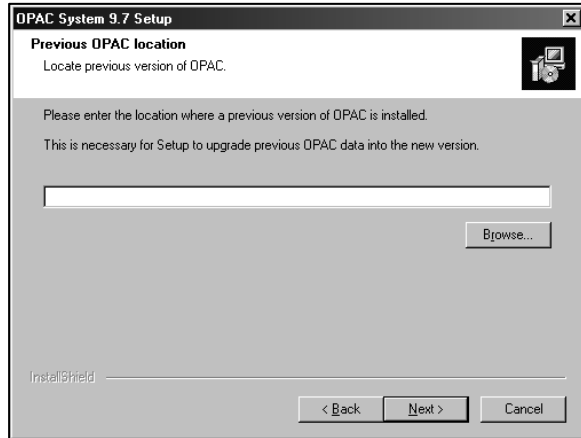 OPAC System 9.7 Setup
Previous OPAC location
Locate previous version of OPAC.
Please enter the location where a previous version of OPAC is installed.
This is necessary for Setup to upgrade previous OPAC data into the new version.
Browse...
InstallShield
< Back
Next >
Cancel